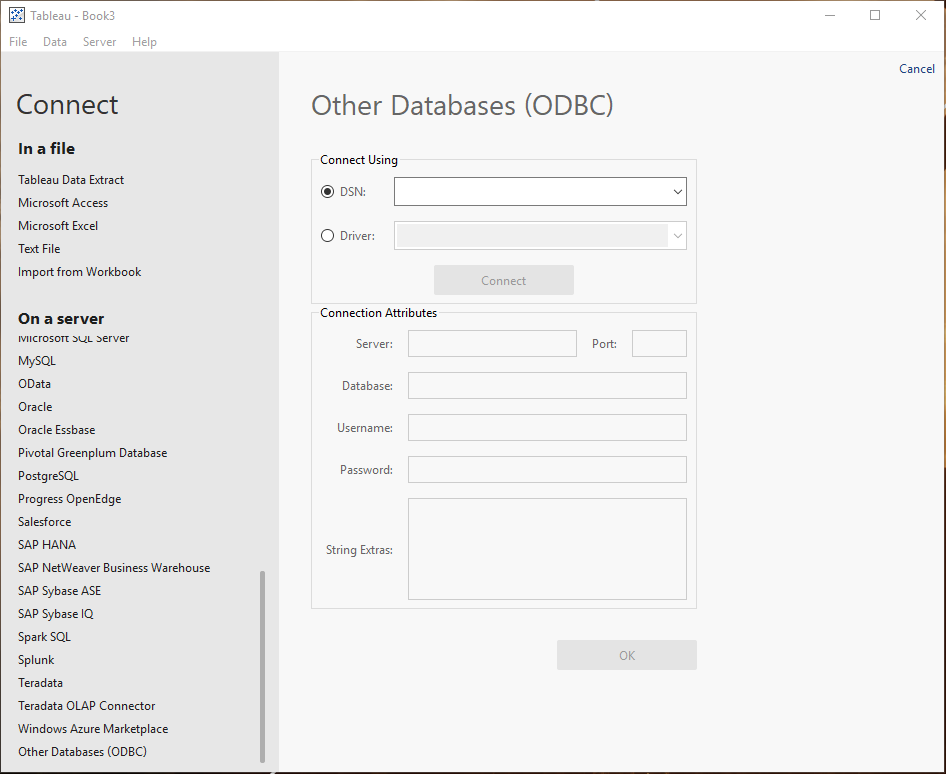 Tableau - Book3
File Data Server Help
Cancel
Connect
In a file
Tableau Data Extract
Microsoft Access
Microsoft Excel
Text File
Import from Workbook
On a server
Microsoft SQL Server
MySQL
OData
Oracle
Oracle Essbase
Pivotal Greenplum Database
PostgreSQL
Progress OpenEdge
Salesforce
SAP HANA
SAP NetWeaver Business Warehouse
SAP Sybase ASE
SAP Sybase IQ
Spark SQL
Splunk
Teradata
Teradata OLAP Connector
Windows Azure Marketplace
Other Databases (ODBC)
Other Databases (ODBC)
Connect Using
DSN:
Driver:
Connect
Connection Attributes
Server: Port:
Database:
Username:
Password:
String Extras:
OK